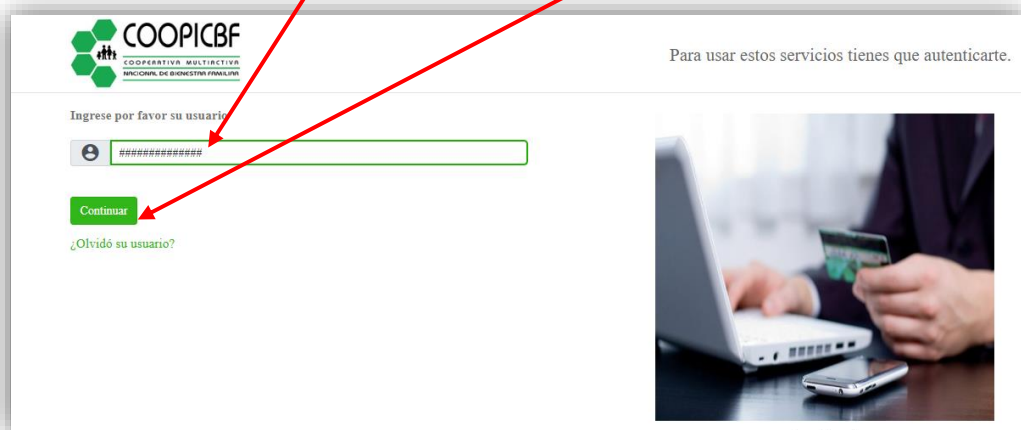 COOPICBF
COOPERATIVA MULTIACTIVA
NACIONAL DE BIENESTAR FAMILIAR
Para usar estos servicios tienes que autenticarte.
Ingrese por favor su usuario
##############
Continuar
¿Olvidó su usuario?